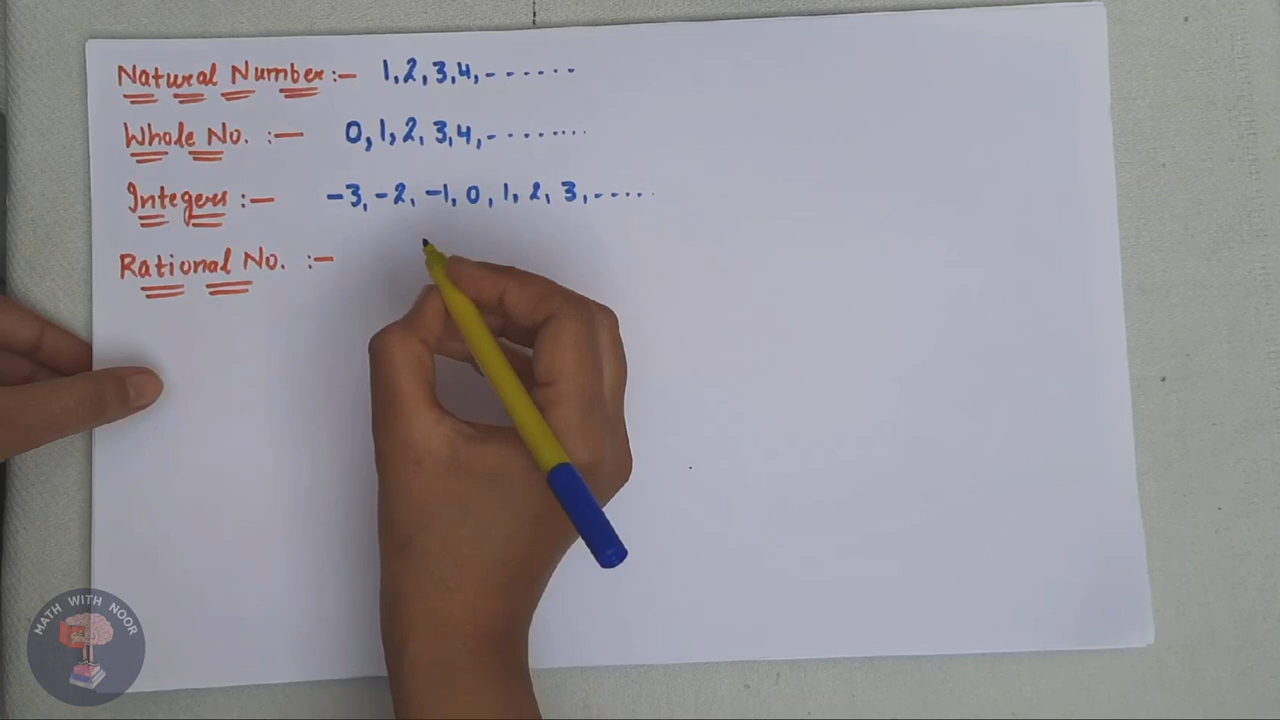 Natural Number:- 1,2,3,4,-......
Whole No. :- 0,1,2,3,4,-........
Integers :- -3,-2,-1,0,1,2,3,-.....
Rational No. :-
MATH WITH NOOR